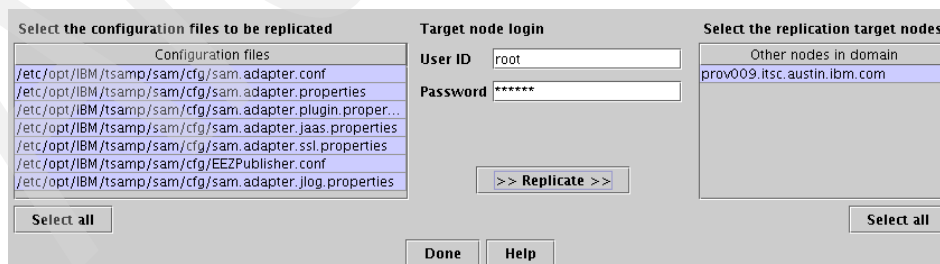 Select the configuration files to be replicated
Configuration files
/etc/opt/IBM/tsamp/sam/cfg/sam.adapter.conf
/etc/opt/IBM/tsamp/sam/cfg/sam.adapter.properties
/etc/opt/IBM/tsamp/sam/cfg/sam.adapter.plugin.proper...
/etc/opt/IBM/tsamp/sam/cfg/sam.adapter.jaas.properties
/etc/opt/IBM/tsamp/sam/cfg/sam.adapter.ssl.properties
/etc/opt/IBM/tsamp/sam/cfg/EEZPublisher.conf
/etc/opt/IBM/tsamp/sam/cfg/sam.adapter.jlog.properties
Select all
Target node login
User ID root
Password ******
>> Replicate >>
Select the replication target nodes
Other nodes in domain
prov009.itsc.austin.ibm.com
Select all
Done Help